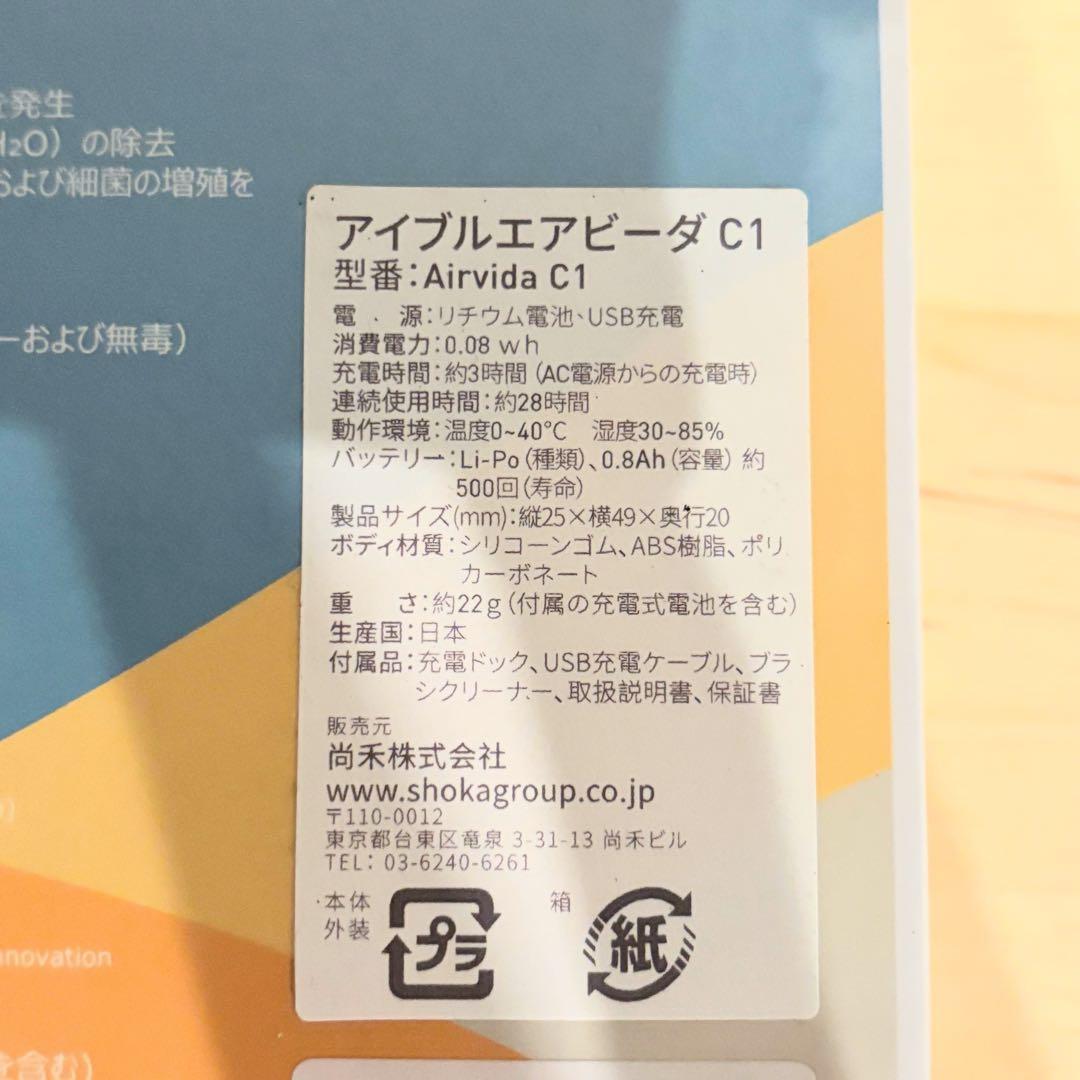 を発生
H₂O）の除去
および細菌の増殖を
ーおよび無毒）
アイブルエアビーダ C1
型番：Airvida C1
電 源：リチウム電池、USB充電
消費電力：0.08 wh
充電時間：約3時間（AC電源からの充電時）
連続使用時間：約28時間
動作環境：温度0~40℃ 湿度30~85%
バッテリー：Li-Po（種類）、0.8Ah（容量）約
500回（寿命）
製品サイズ(mm)：縦25×横49×奥行20
ボディ材質：シリコーンゴム、ABS樹脂、ポリ
カーボネート
重 さ：約22g（付属の充電式電池を含む）
生産国：日本
付属品：充電ドック、USB充電ケーブル、ブラ
シクリーナー、取扱説明書、保証書
販売元
尚禾株式会社
www.shokagroup.co.jp
〒110-0012
東京都台東区竜泉 3-31-13 尚禾ビル
TEL： 03-6240-6261
本体 箱
外装 プラ 紙
nnovation
を含む）